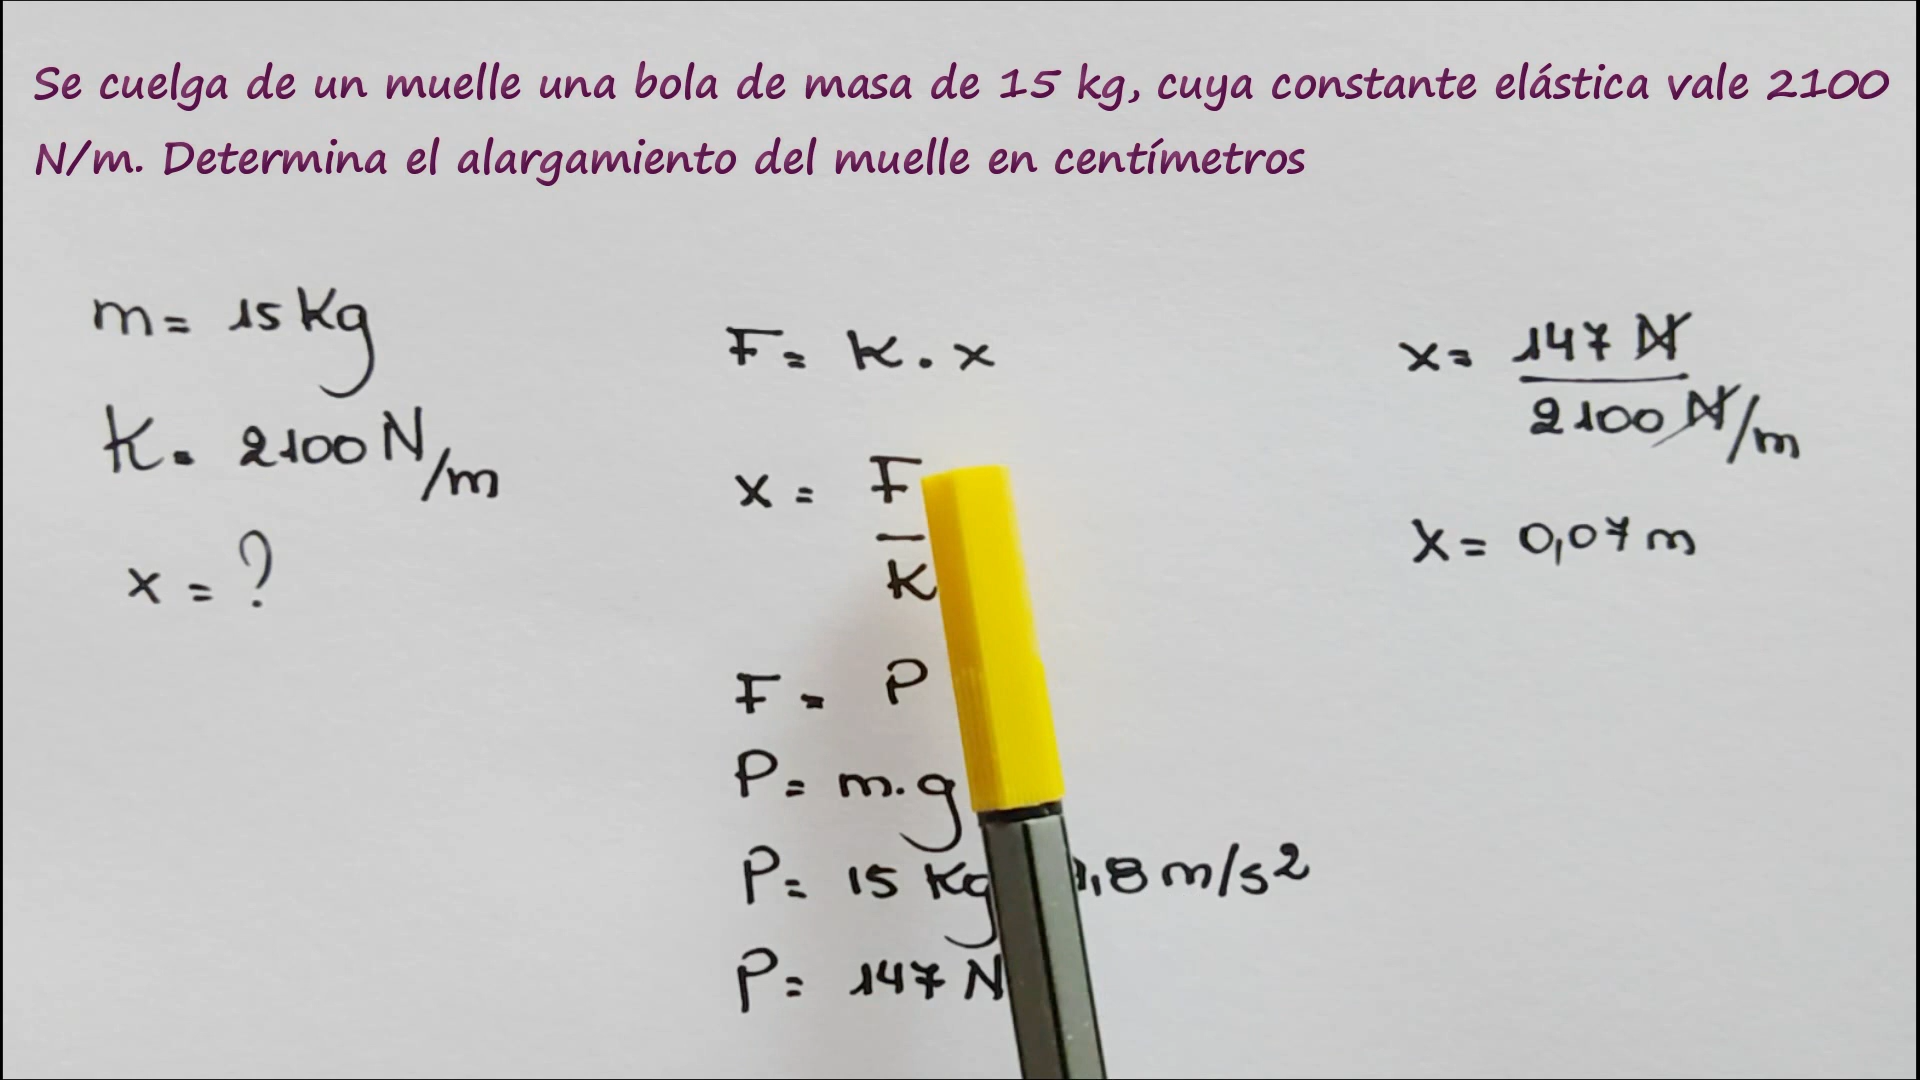 Se cuelga de un muelle una bola de masa de 15 kg, cuya constante elástica vale 2100
N/m. Determina el alargamiento del muelle en centímetros
m= 15 Kg
K= 2100 N/m
x = ?
F= K . x
x = F
K
F = P
P= m.g
P= 15 Kg ,8 m/s2
P= 147 N
x= 147 N
2100 N/m
X= 0,07 m